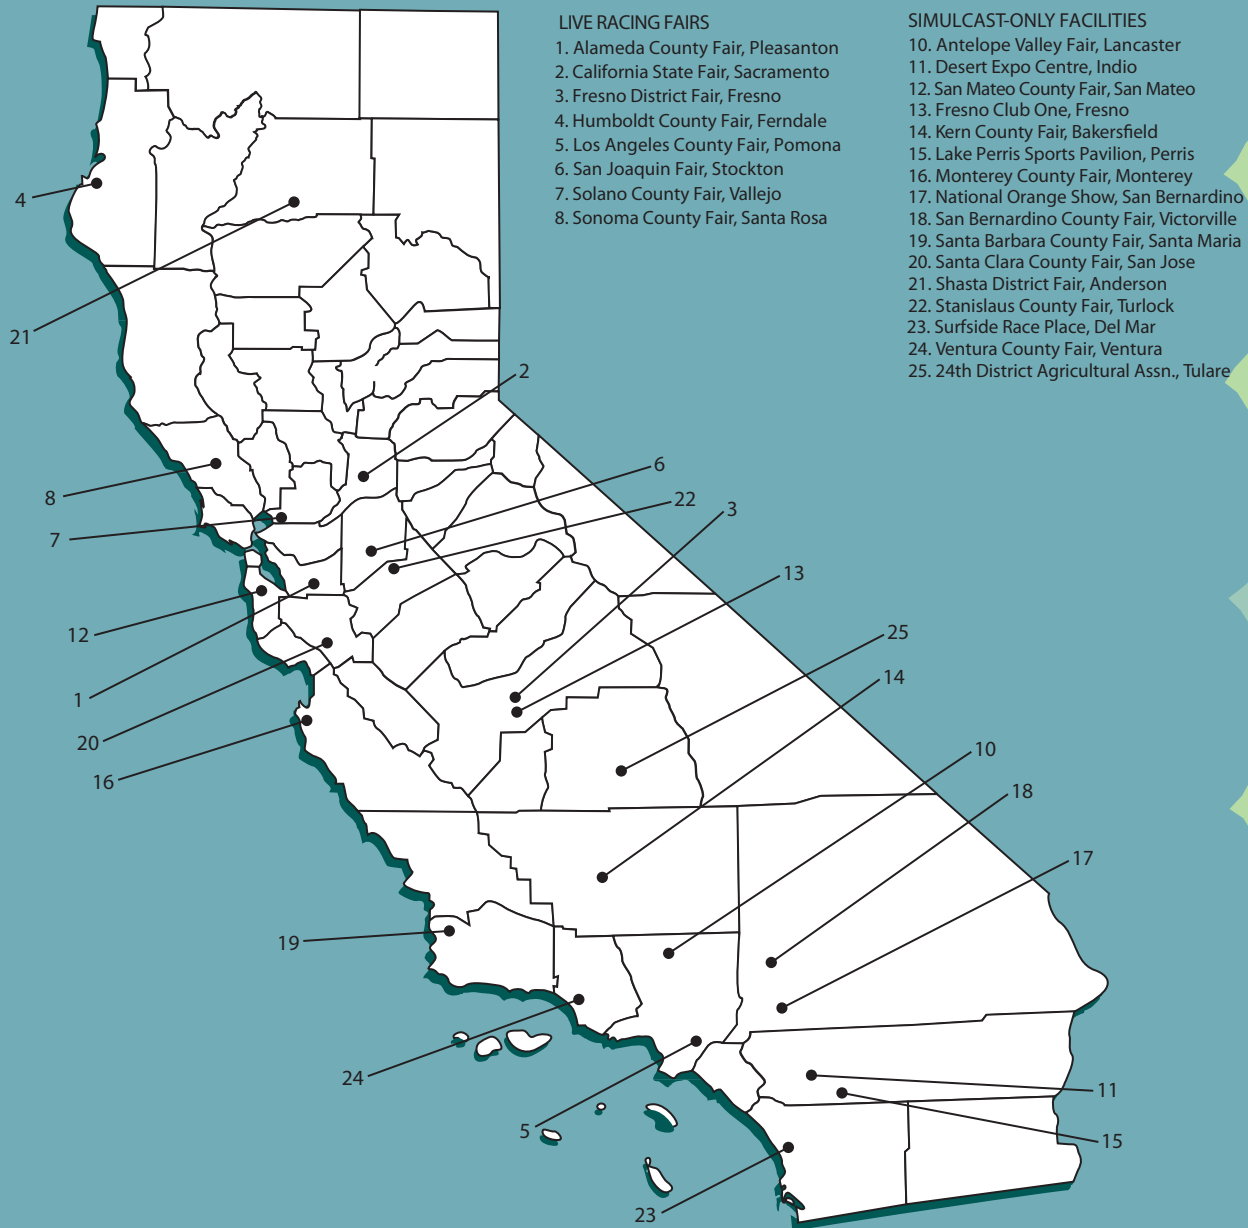 LIVE RACING FAIRS
1. Alameda County Fair, Pleasanton
2. California State Fair, Sacramento
3. Fresno District Fair, Fresno
4. Humboldt County Fair, Ferndale
5. Los Angeles County Fair, Pomona
6. San Joaquin Fair, Stockton
7. Solano County Fair, Vallejo
8. Sonoma County Fair, Santa Rosa
SIMULCAST-ONLY FACILITIES
10. Antelope Valley Fair, Lancaster
11. Desert Expo Centre, Indio
12. San Mateo County Fair, San Mateo
13. Fresno Club One, Fresno
14. Kern County Fair, Bakersfield
15. Lake Perris Sports Pavilion, Perris
16. Monterey County Fair, Monterey
17. National Orange Show, San Bernardino
18. San Bernardino County Fair, Victorville
19. Santa Barbara County Fair, Santa Maria
20. Santa Clara County Fair, San Jose
21. Shasta District Fair, Anderson
22. Stanislaus County Fair, Turlock
23. Surfside Race Place, Del Mar
24. Ventura County Fair, Ventura
25. 24th District Agricultural Assn., Tulare
4
21
2
6
8
22
3
7
13
12
25
14
1
20
10
16
18
17
19
24
11
5
15
23